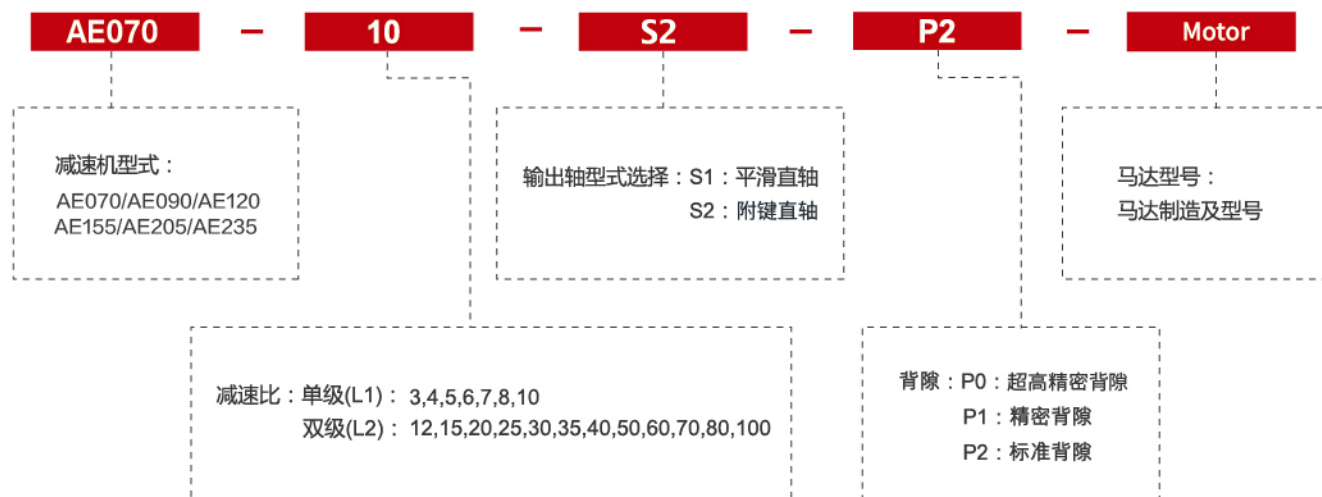 AE070 – 10 – S2 – P2 – Motor
减速机型式：
AE070/AE090/AE120
AE155/AE205/AE235
输出轴型式选择：S1：平滑直轴
S2：附键直轴
马达型号：
马达制造及型号
减速比：单级(L1)： 3,4,5,6,7,8,10
双级(L2)： 12,15,20,25,30,35,40,50,60,70,80,100
背隙：P0：超高精密背隙
P1：精密背隙
P2：标准背隙